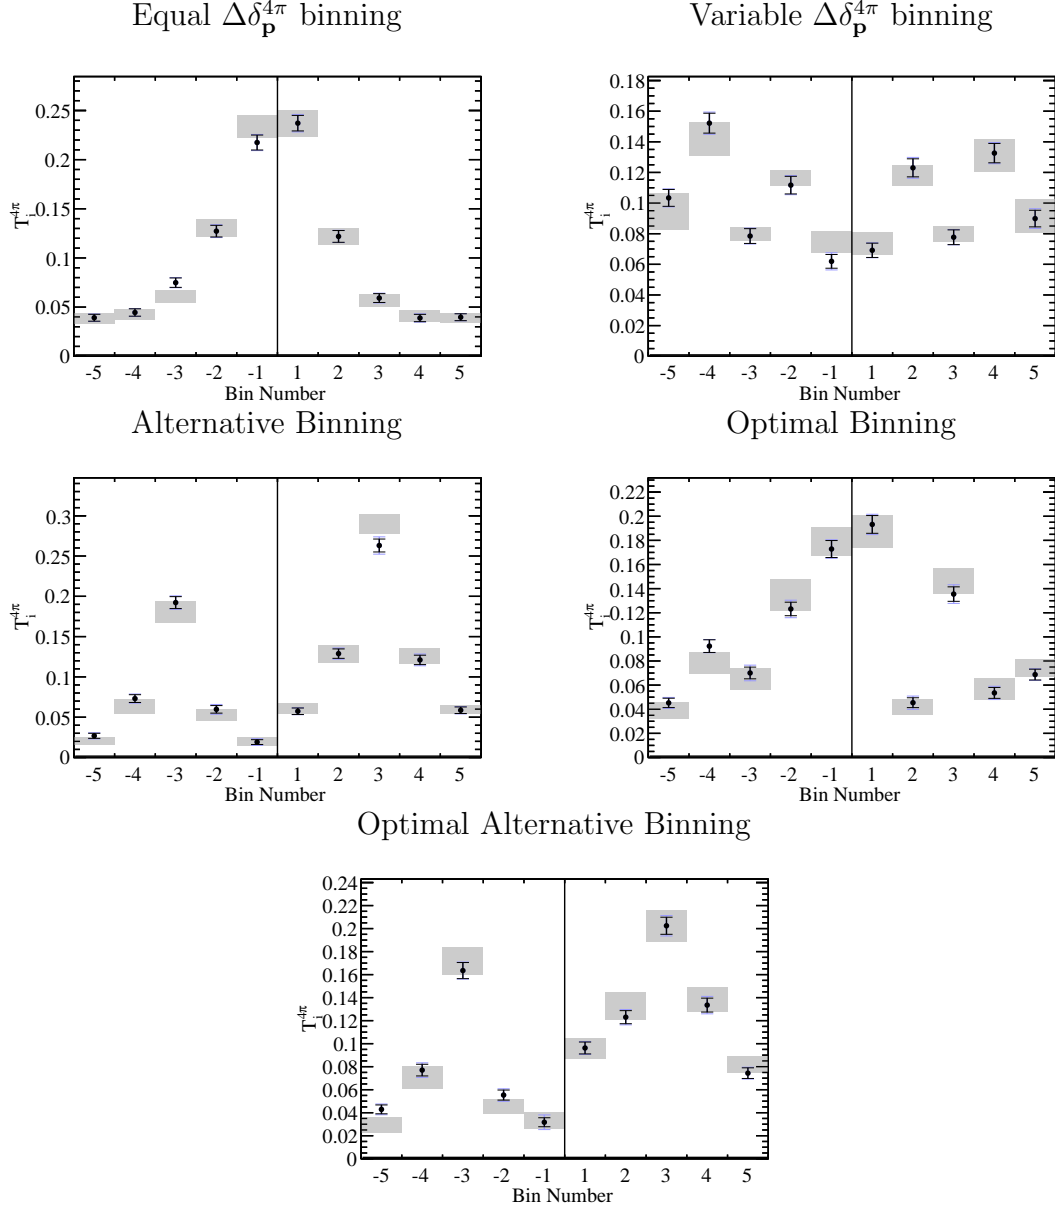 Equal Δδ_p^{4π} binning
Variable Δδ_p^{4π} binning
T_i^{4π}
0.25
0.2
0.15
0.1
0.05
0
-5 -4 -3 -2 -1 1 2 3 4 5
Bin Number
T_i^{4π}
0.18
0.16
0.14
0.12
0.1
0.08
0.06
0.04
0.02
0
-5 -4 -3 -2 -1 1 2 3 4 5
Bin Number
Alternative Binning
Optimal Binning
T_i^{4π}
0.3
0.25
0.2
0.15
0.1
0.05
0
-5 -4 -3 -2 -1 1 2 3 4 5
Bin Number
T_i^{4π}
0.22
0.2
0.18
0.16
0.14
0.12
0.1
0.08
0.06
0.04
0.02
0
-5 -4 -3 -2 -1 1 2 3 4 5
Bin Number
Optimal Alternative Binning
T_i^{4π}
0.24
0.22
0.2
0.18
0.16
0.14
0.12
0.1
0.08
0.06
0.04
0.02
0
-5 -4 -3 -2 -1 1 2 3 4 5
Bin Number